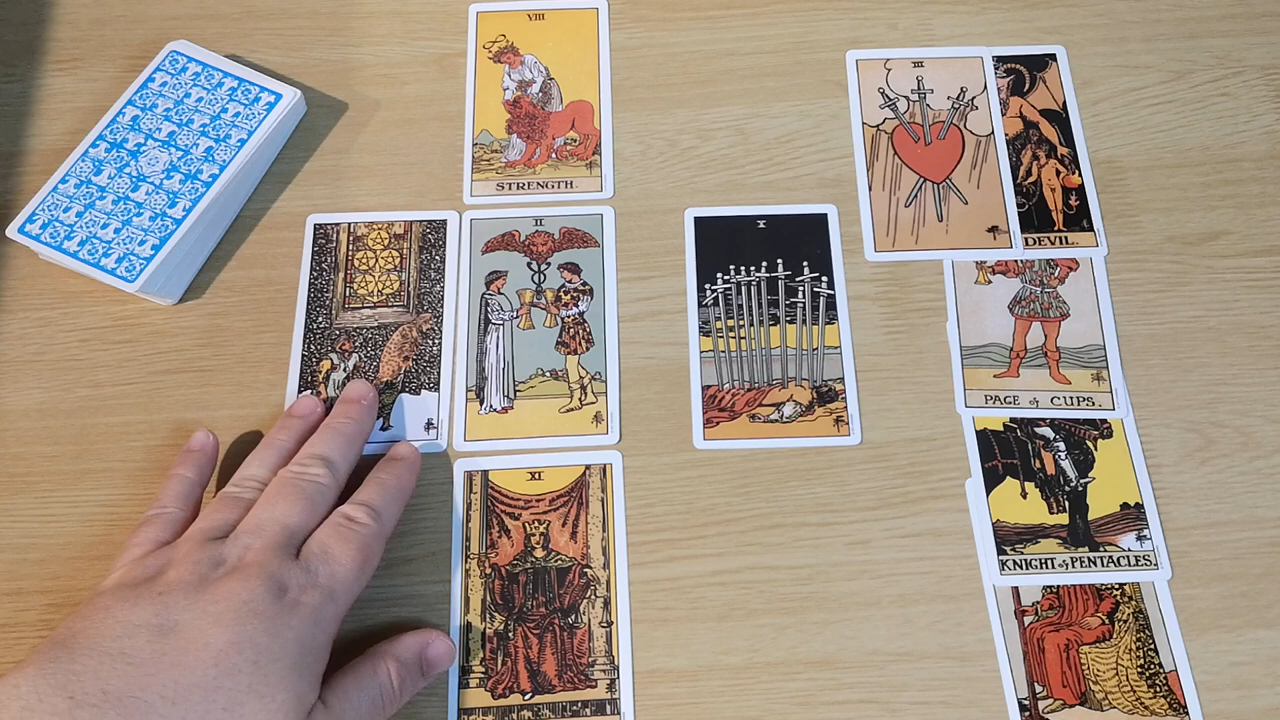 VIII
STRENGTH.
II
X
III
DEVIL.
PAGE of CUPS.
KNIGHT of PENTACLES.
XI